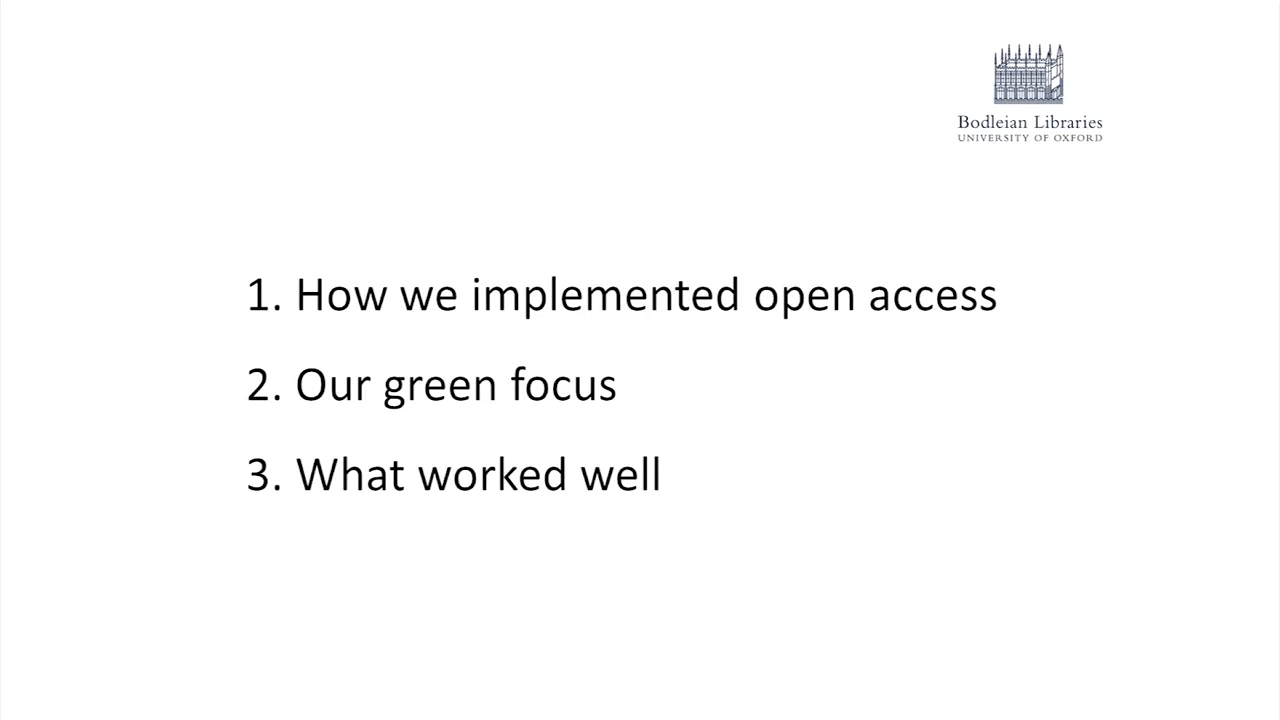 Bodleian Libraries
UNIVERSITY OF OXFORD
1. How we implemented open access
2. Our green focus
3. What worked well